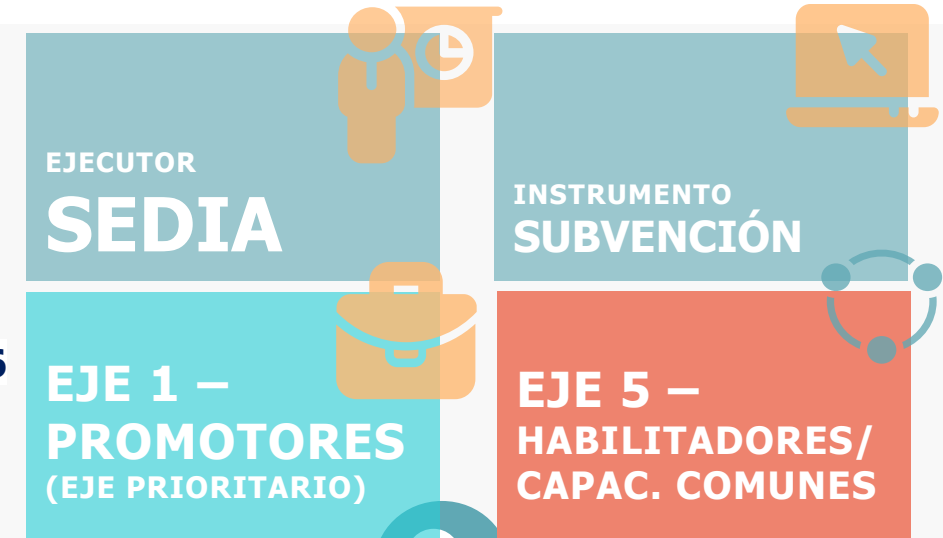 EJECUTOR
SEDIA
INSTRUMENTO
SUBVENCIÓN
EJE 1 –
PROMOTORES
(EJE PRIORITARIO)
EJE 5 –
HABILITADORES/
CAPAC. COMUNES